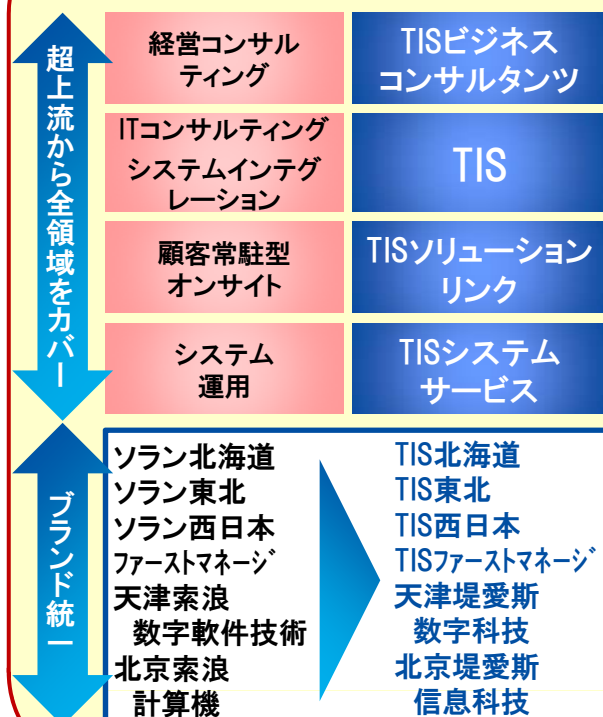 超上流から全領域をカバー
経営コンサル
ティング
TISビジネス
コンサルタンツ
ITコンサルティング
システムインテグ
レーション
TIS
顧客常駐型
オンサイト
TISソリューション
リンク
システム
運用
TISシステム
サービス
ブランド統一
ソラン北海道
ソラン東北
ソラン西日本
ﾌｧｰｽﾄﾏﾈｰｼﾞ
天津索浪
数字軟件技術
北京索浪
計算機
TIS北海道
TIS東北
TIS西日本
TISﾌｧｰｽﾄﾏﾈｰｼﾞ
天津堤愛斯
数字科技
北京堤愛斯
信息科技